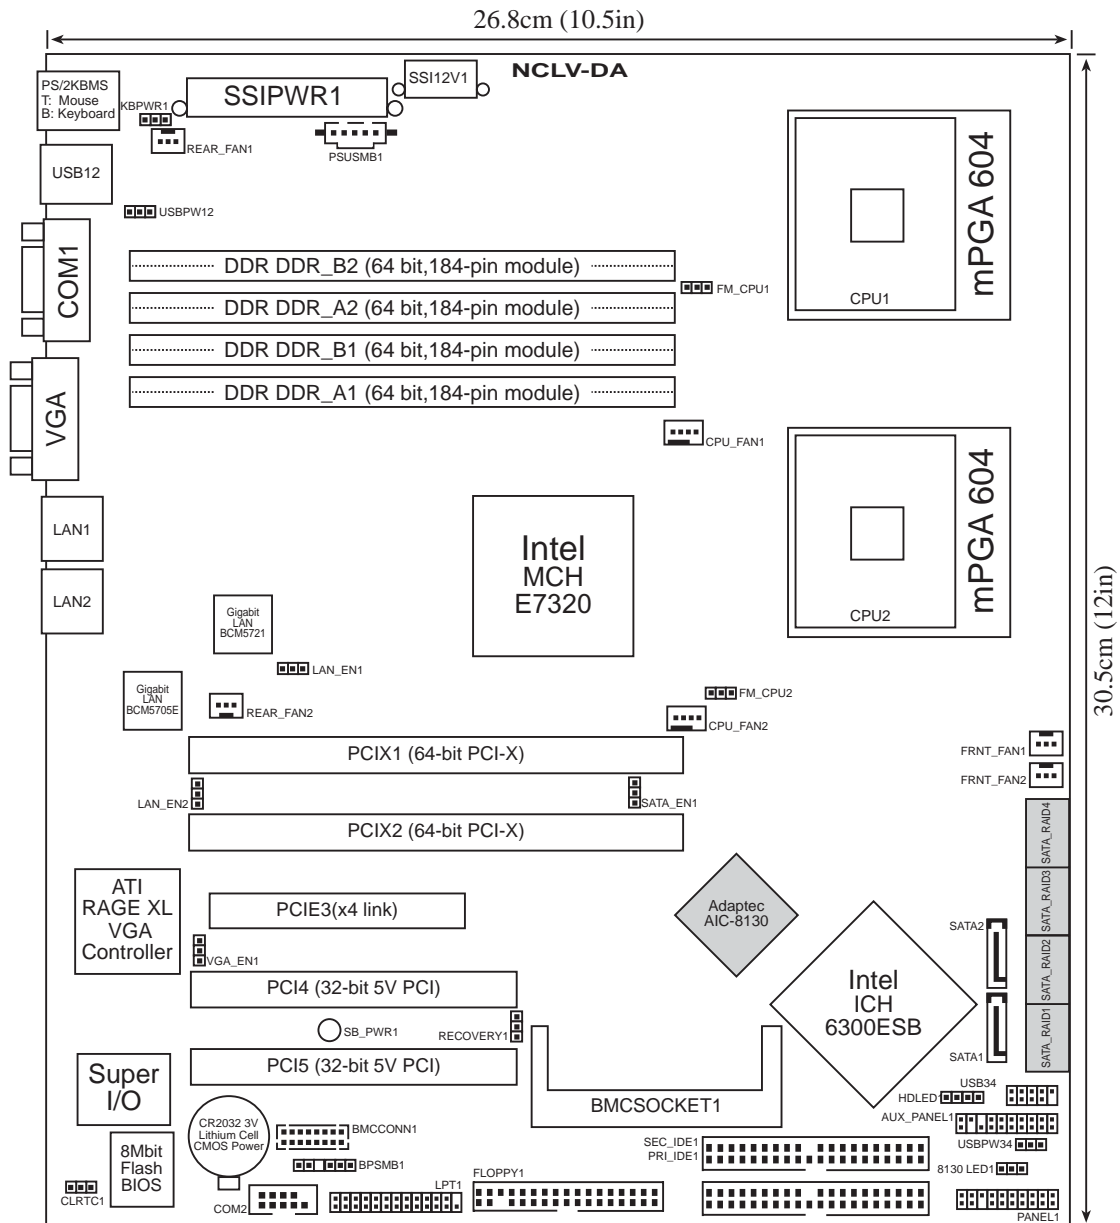 26.8cm (10.5in)
NCLV-DA
PS/2KBMS
T: Mouse
B: Keyboard
KBPWR1
SSIPWR1
SSI12V1
REAR_FAN1
PSUSMB1
USB12
USBPW12
COM1
DDR DDR_B2 (64 bit,184-pin module)
DDR DDR_A2 (64 bit,184-pin module)
DDR DDR_B1 (64 bit,184-pin module)
DDR DDR_A1 (64 bit,184-pin module)
FM_CPU1
CPU1
mPGA 604
VGA
CPU_FAN1
LAN1
LAN2
Intel
MCH
E7320
CPU2
mPGA 604
30.5cm (12in)
Gigabit
LAN
BCM5721
LAN_EN1
Gigabit
LAN
BCM5705E
REAR_FAN2
FM_CPU2
CPU_FAN2
PCIX1 (64-bit PCI-X)
FRNT_FAN1
FRNT_FAN2
LAN_EN2
SATA_EN1
PCIX2 (64-bit PCI-X)
SATA_RAID4
SATA_RAID3
SATA_RAID2
SATA_RAID1
ATI
RAGE XL
VGA
Controller
PCIE3(x4 link)
Adaptec
AIC-8130
SATA2
VGA_EN1
PCI4 (32-bit 5V PCI)
Intel
ICH
6300ESB
SB_PWR1
RECOVERY1
SATA1
PCI5 (32-bit 5V PCI)
Super
I/O
BMCSOCKET1
USB34
HDLED1
AUX_PANEL1
CR2032 3V
Lithium Cell
CMOS Power
BMCCONN1
8Mbit
Flash
BIOS
SEC_IDE1
PRI_IDE1
USBPW34
BPSMB1
8130 LED1
CLRTC1
COM2
LPT1
FLOPPY1
PANEL1